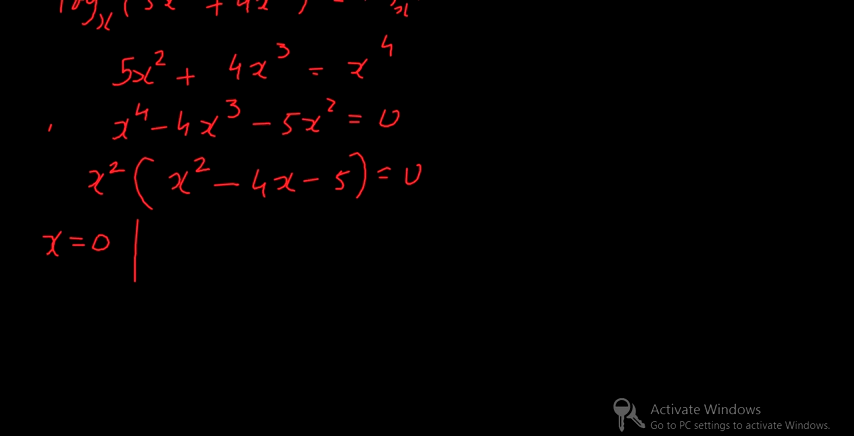 5x² + 4x³ = x⁴
x⁴ - 4x³ - 5x² = 0
x² ( x² - 4x - 5 ) = 0
x = 0 |
Activate Windows
Go to PC settings to activate Windows.